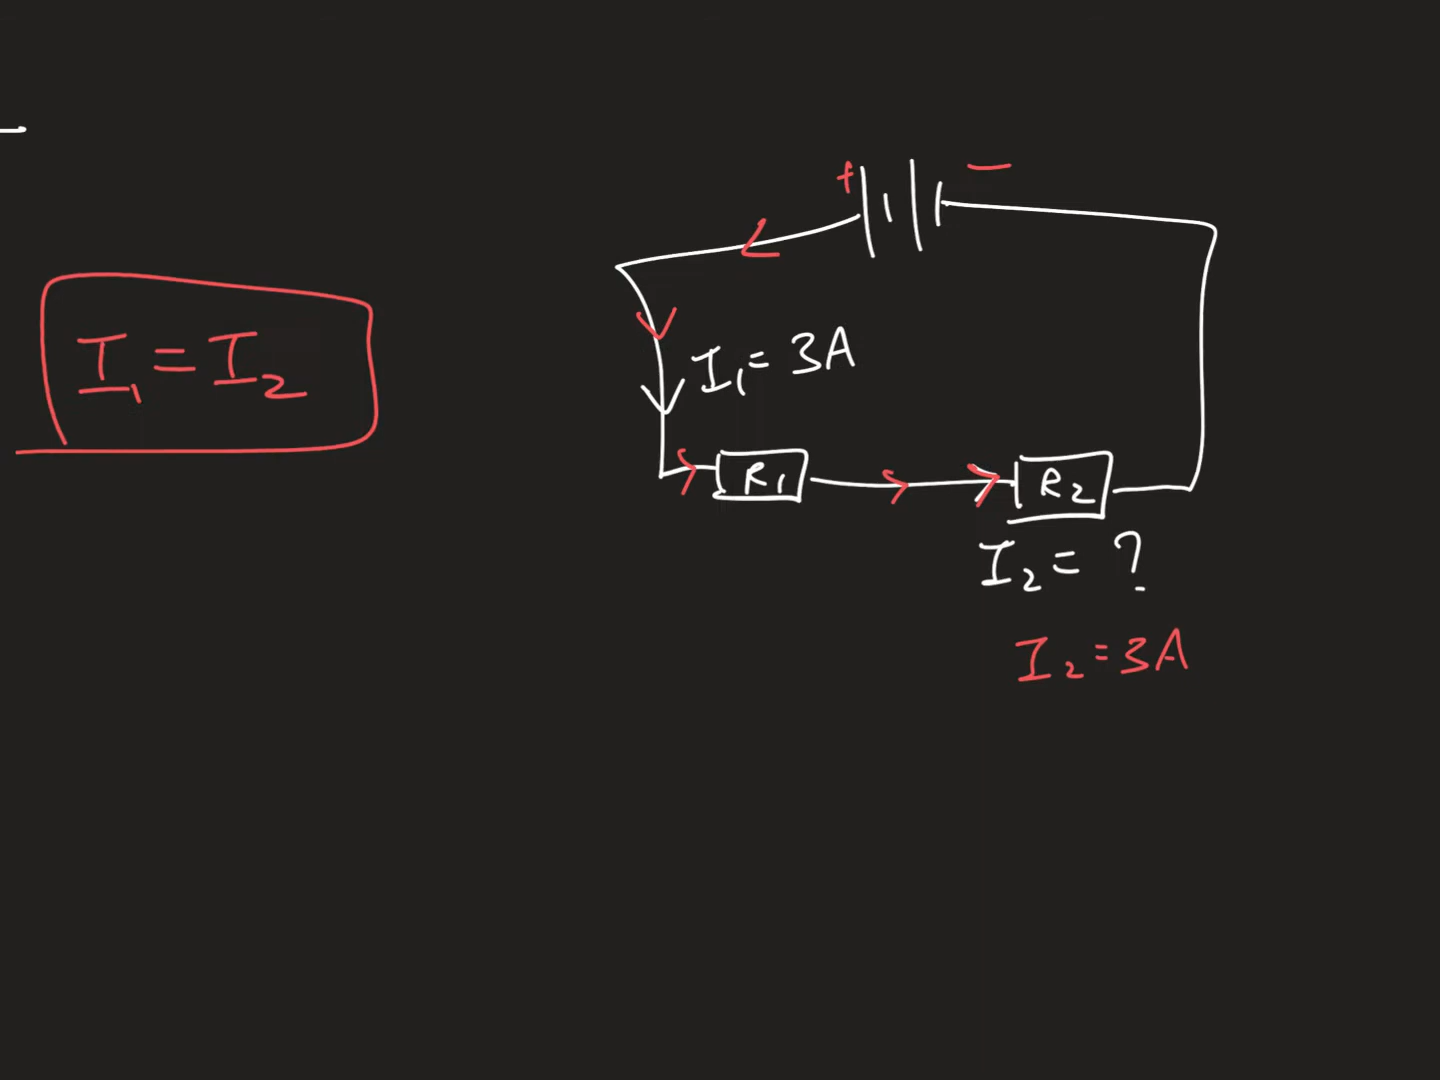 + −
I₁ = I₂
I₁ = 3A
R₁
R₂
I₂ = ?
I₂ = 3A